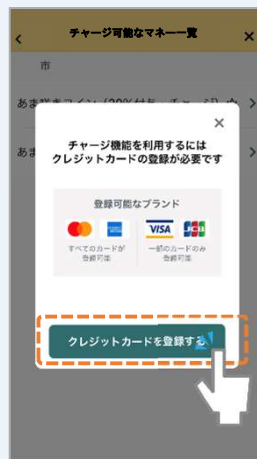 チャージ可能なマネー一覧
市
あま
チャージ機能を利用するには
クレジットカードの登録が必要です
登録可能なブランド
VISA JCB
すべてのカードが 一部のカードのみ
登録可能 登録可能
クレジットカードを登録する